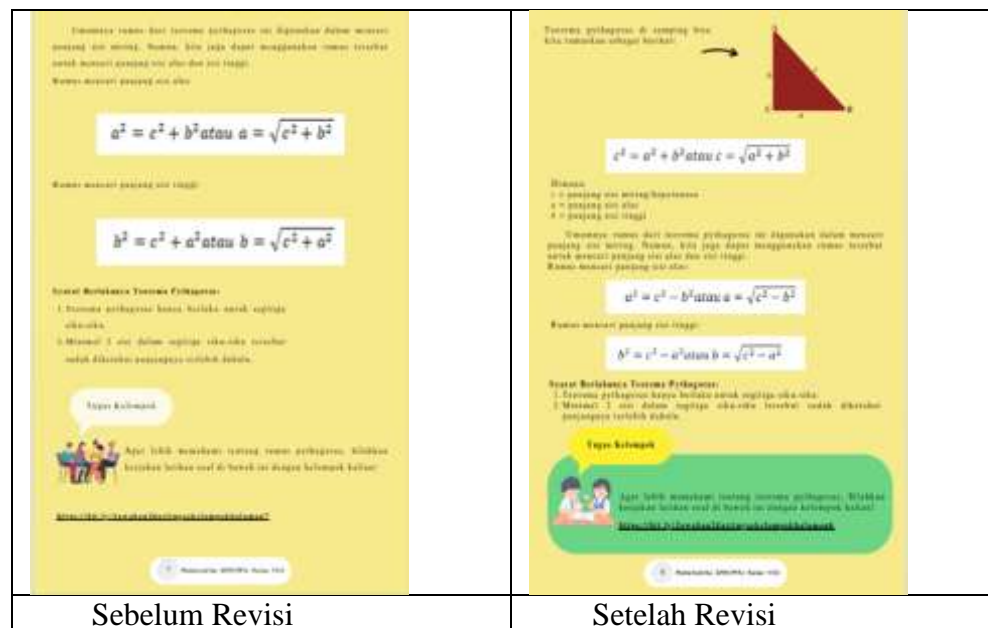 Umumnya rumus dari teorema pythagoras ini digunakan dalam mencari
panjang sisi miring. Namun, kita juga dapat menggunakan rumus tersebut
untuk mencari panjang sisi alas dan sisi tinggi.
Rumus mencari panjang sisi alas:
a² = c² + b² atau a = √(c² + b²)
Rumus mencari panjang sisi tinggi:
b² = c² + a² atau b = √(c² + a²)
Syarat Berlakunya Teorema Pythagoras:
1. Teorema pythagoras hanya berlaku untuk segitiga
siku-siku.
2. Minimal 2 sisi dalam segitiga siku-siku tersebut
sudah diketahui panjangnya terlebih dahulu.
Tugas Kelompok
Agar lebih memahami tentang rumus pythagoras, Silahkan
kerjakan latihan soal di bawah ini dengan kelompok kalian!
Matematika SMP/MTs Kelas VIII
Sebelum Revisi
Teorema pythagoras di samping bisa
kita rumuskan sebagai berikut:
c² = a² + b² atau c = √(a² + b²)
Dimana
c = panjang sisi miring/hipotenusa
a = panjang sisi alas
b = panjang sisi tinggi
Umumnya rumus dari teorema pythagoras ini digunakan dalam mencari
panjang sisi miring. Namun, kita juga dapat menggunakan rumus tersebut
untuk mencari panjang sisi alas dan sisi tinggi.
Rumus mencari panjang sisi alas:
a² = c² − b² atau a = √(c² − b²)
Rumus mencari panjang sisi tinggi:
b² = c² − a² atau b = √(c² − a²)
Syarat Berlakunya Teorema Pythagoras:
1. Teorema pythagoras hanya berlaku untuk segitiga siku-siku.
2. Minimal 2 sisi dalam segitiga siku-siku tersebut sudah diketahui
panjangnya terlebih dahulu.
Tugas Kelompok
Agar lebih memahami tentang teorema pythagoras, Silahkan
kerjakan latihan soal di bawah ini dengan kelompok kalian!
Matematika SMP/MTs Kelas VIII
Setelah Revisi